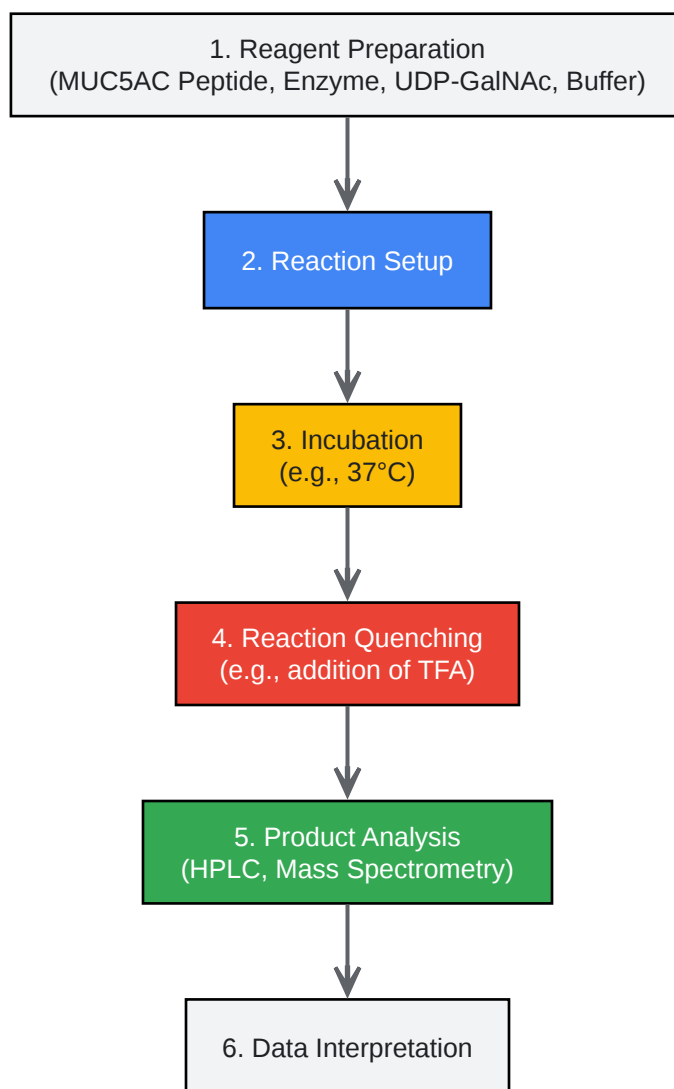 1. Reagent Preparation
(MUC5AC Peptide, Enzyme, UDP-GalNAc, Buffer)
2. Reaction Setup
3. Incubation
(e.g., 37°C)
4. Reaction Quenching
(e.g., addition of TFA)
5. Product Analysis
(HPLC, Mass Spectrometry)
6. Data Interpretation